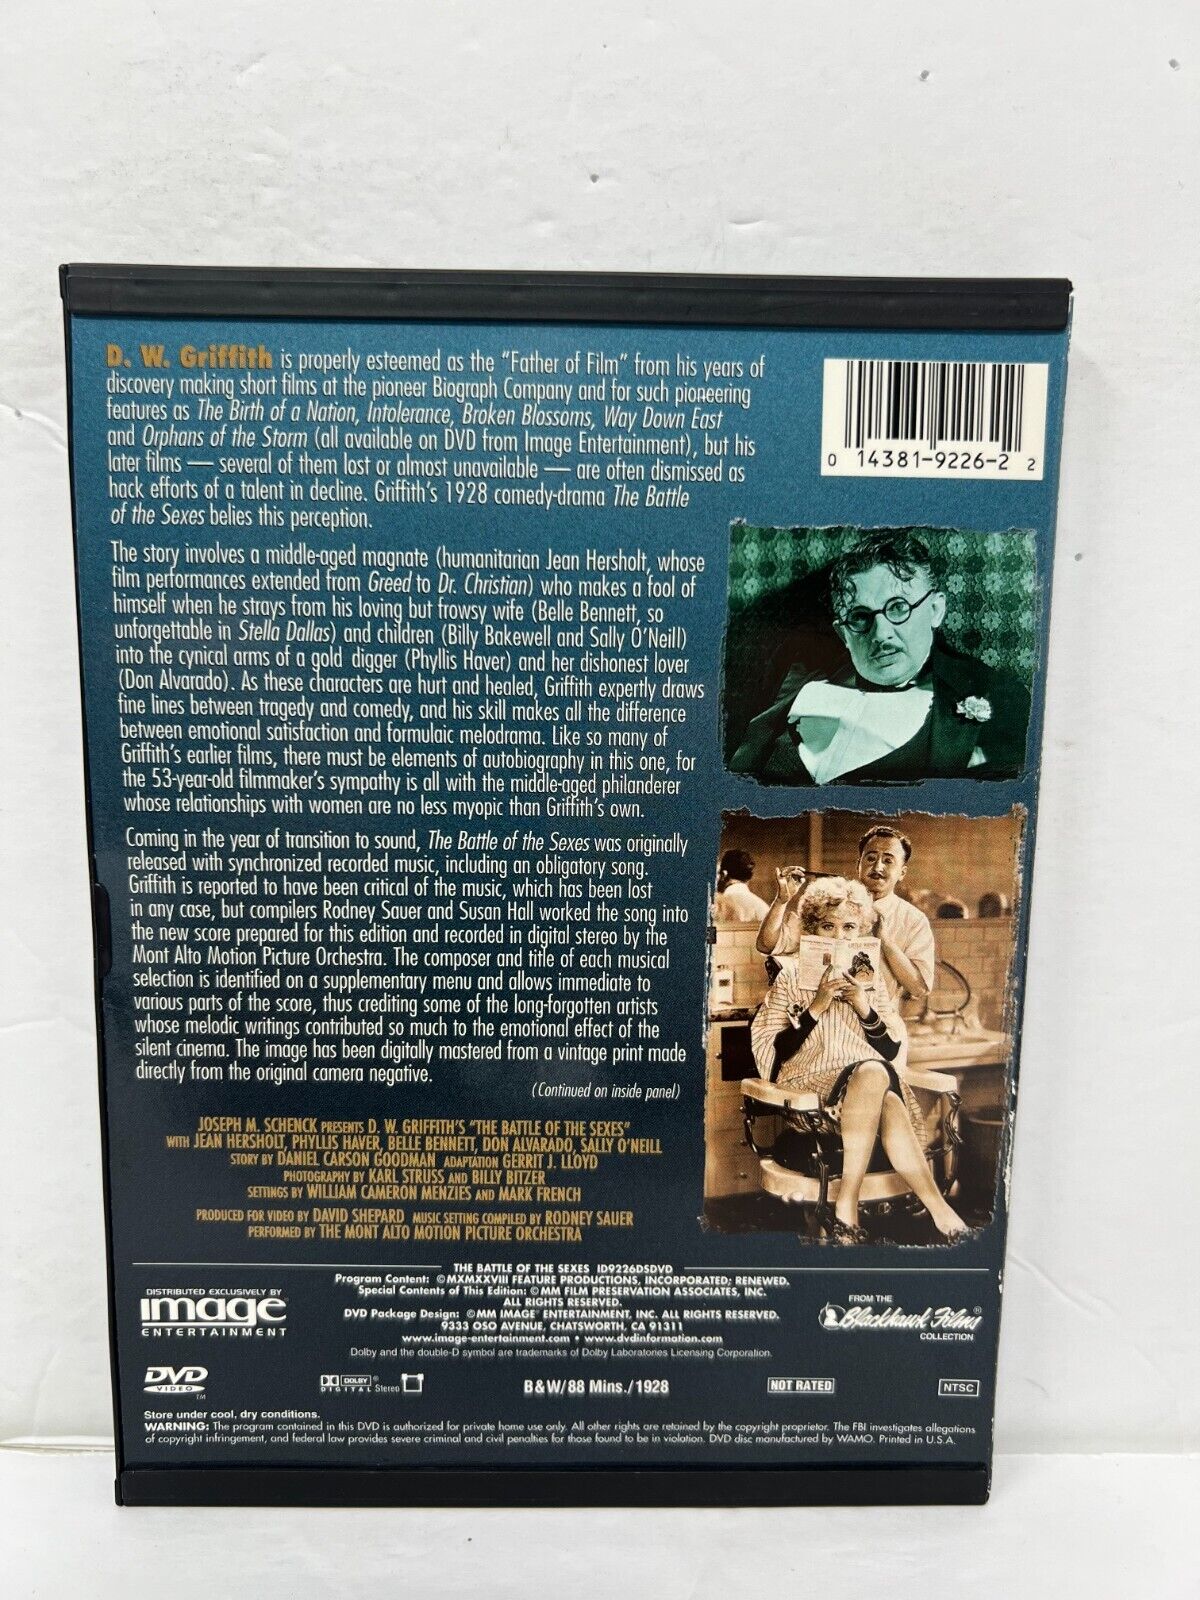 D. W. Griffith is properly esteemed as the "Father of Film" from his years of
discovery making short films at the pioneer Biograph Company and for such pioneering
features as The Birth of a Nation, Intolerance, Broken Blossoms, Way Down East
and Orphans of the Storm (all available on DVD from Image Entertainment), but his
later films — several of them lost or almost unavailable — are often dismissed as
hack efforts of a talent in decline. Griffith's 1928 comedy-drama The Battle
of the Sexes belies this perception.
0 14381-9226-2 2
The story involves a middle-aged magnate (humanitarian Jean Hersholt, whose
film performances extended from Greed to Dr. Christian) who makes a fool of
himself when he strays from his loving but frowsy wife (Belle Bennett, so
unforgettable in Stella Dallas) and children (Billy Bakewell and Sally O'Neill)
into the cynical arms of a gold digger (Phyllis Haver) and her dishonest lover
(Don Alvarado). As these characters are hurt and healed, Griffith expertly draws
fine lines between tragedy and comedy, and his skill makes all the difference
between emotional satisfaction and formulaic melodrama. Like so many of
Griffith's earlier films, there must be elements of autobiography in this one, for
the 53-year-old filmmaker's sympathy is all with the middle-aged philanderer
whose relationships with women are no less myopic than Griffith's own.
Coming in the year of transition to sound, The Battle of the Sexes was originally
released with synchronized recorded music, including an obligatory song.
Griffith is reported to have been critical of the music, which has been lost
in any case, but compilers Rodney Sauer and Susan Hall worked the song into
the new score prepared for this edition and recorded in digital stereo by the
Mont Alto Motion Picture Orchestra. The composer and title of each musical
selection is identified on a supplementary menu and allows immediate to
various parts of the score, thus crediting some of the long-forgotten artists
whose melodic writings contributed so much to the emotional effect of the
silent cinema. The image has been digitally mastered from a vintage print made
directly from the original camera negative.
(Continued on inside panel)
JOSEPH M. SCHENCK PRESENTS D. W. GRIFFITH'S "THE BATTLE OF THE SEXES"
WITH JEAN HERSHOLT, PHYLLIS HAVER, BELLE BENNETT, DON ALVARADO, SALLY O'NEILL
STORY BY DANIEL CARSON GOODMAN ADAPTATION GERRIT J. LLOYD
PHOTOGRAPHY BY KARL STRUSS AND BILLY BITZER
SETTINGS BY WILLIAM CAMERON MENZIES AND MARK FRENCH
PRODUCED FOR VIDEO BY DAVID SHEPARD MUSIC SETTING COMPILED BY RODNEY SAUER
PERFORMED BY THE MONT ALTO MOTION PICTURE ORCHESTRA
THE BATTLE OF THE SEXES ID9226DSDVD
Program Content: ©MXMXXVIII FEATURE PRODUCTIONS, INCORPORATED; RENEWED.
Special Contents of This Edition: ©MM FILM PRESERVATION ASSOCIATES, INC.
ALL RIGHTS RESERVED.
DVD Package Design: ©MM IMAGE ENTERTAINMENT, INC. ALL RIGHTS RESERVED.
9333 OSO AVENUE, CHATSWORTH, CA 91311
www.image-entertainment.com • www.dvdinformation.com
Dolby and the double-D symbol are trademarks of Dolby Laboratories Licensing Corporation.
DISTRIBUTED EXCLUSIVELY BY
image
ENTERTAINMENT
FROM THE
Blackhawk Films®
COLLECTION
DVD
VIDEO
TM
DOLBY®
DIGITAL Stereo
B&W/88 Mins./1928
NOT RATED
NTSC
Store under cool, dry conditions.
WARNING: The program contained in this DVD is authorized for private home use only. All other rights are retained by the copyright proprietor. The FBI investigates allegations
of copyright infringement, and federal law provides severe criminal and civil penalties for those found to be in violation. DVD disc manufactured by WAMO. Printed in U.S.A.